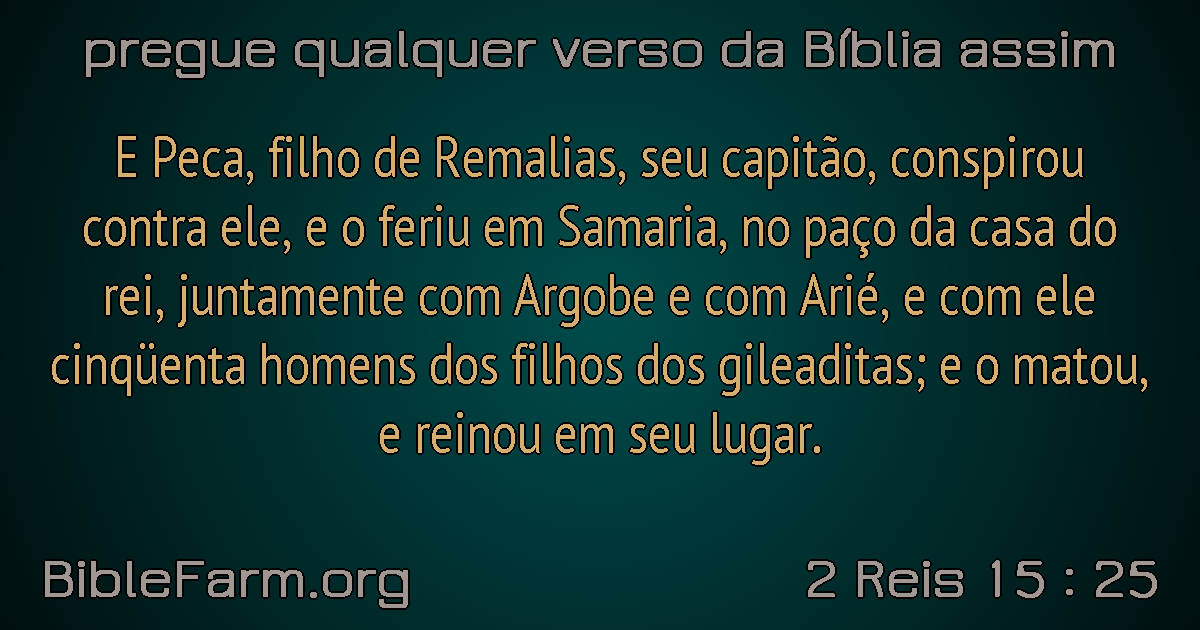 pregue qualquer verso da Bíblia assim
E Peca, filho de Remalias, seu capitão, conspirou
contra ele, e o feriu em Samaria, no paço da casa do
rei, juntamente com Argobe e com Arié, e com ele
cinqüenta homens dos filhos dos gileaditas; e o matou,
e reinou em seu lugar.
BibleFarm.org
2 Reis 15 : 25